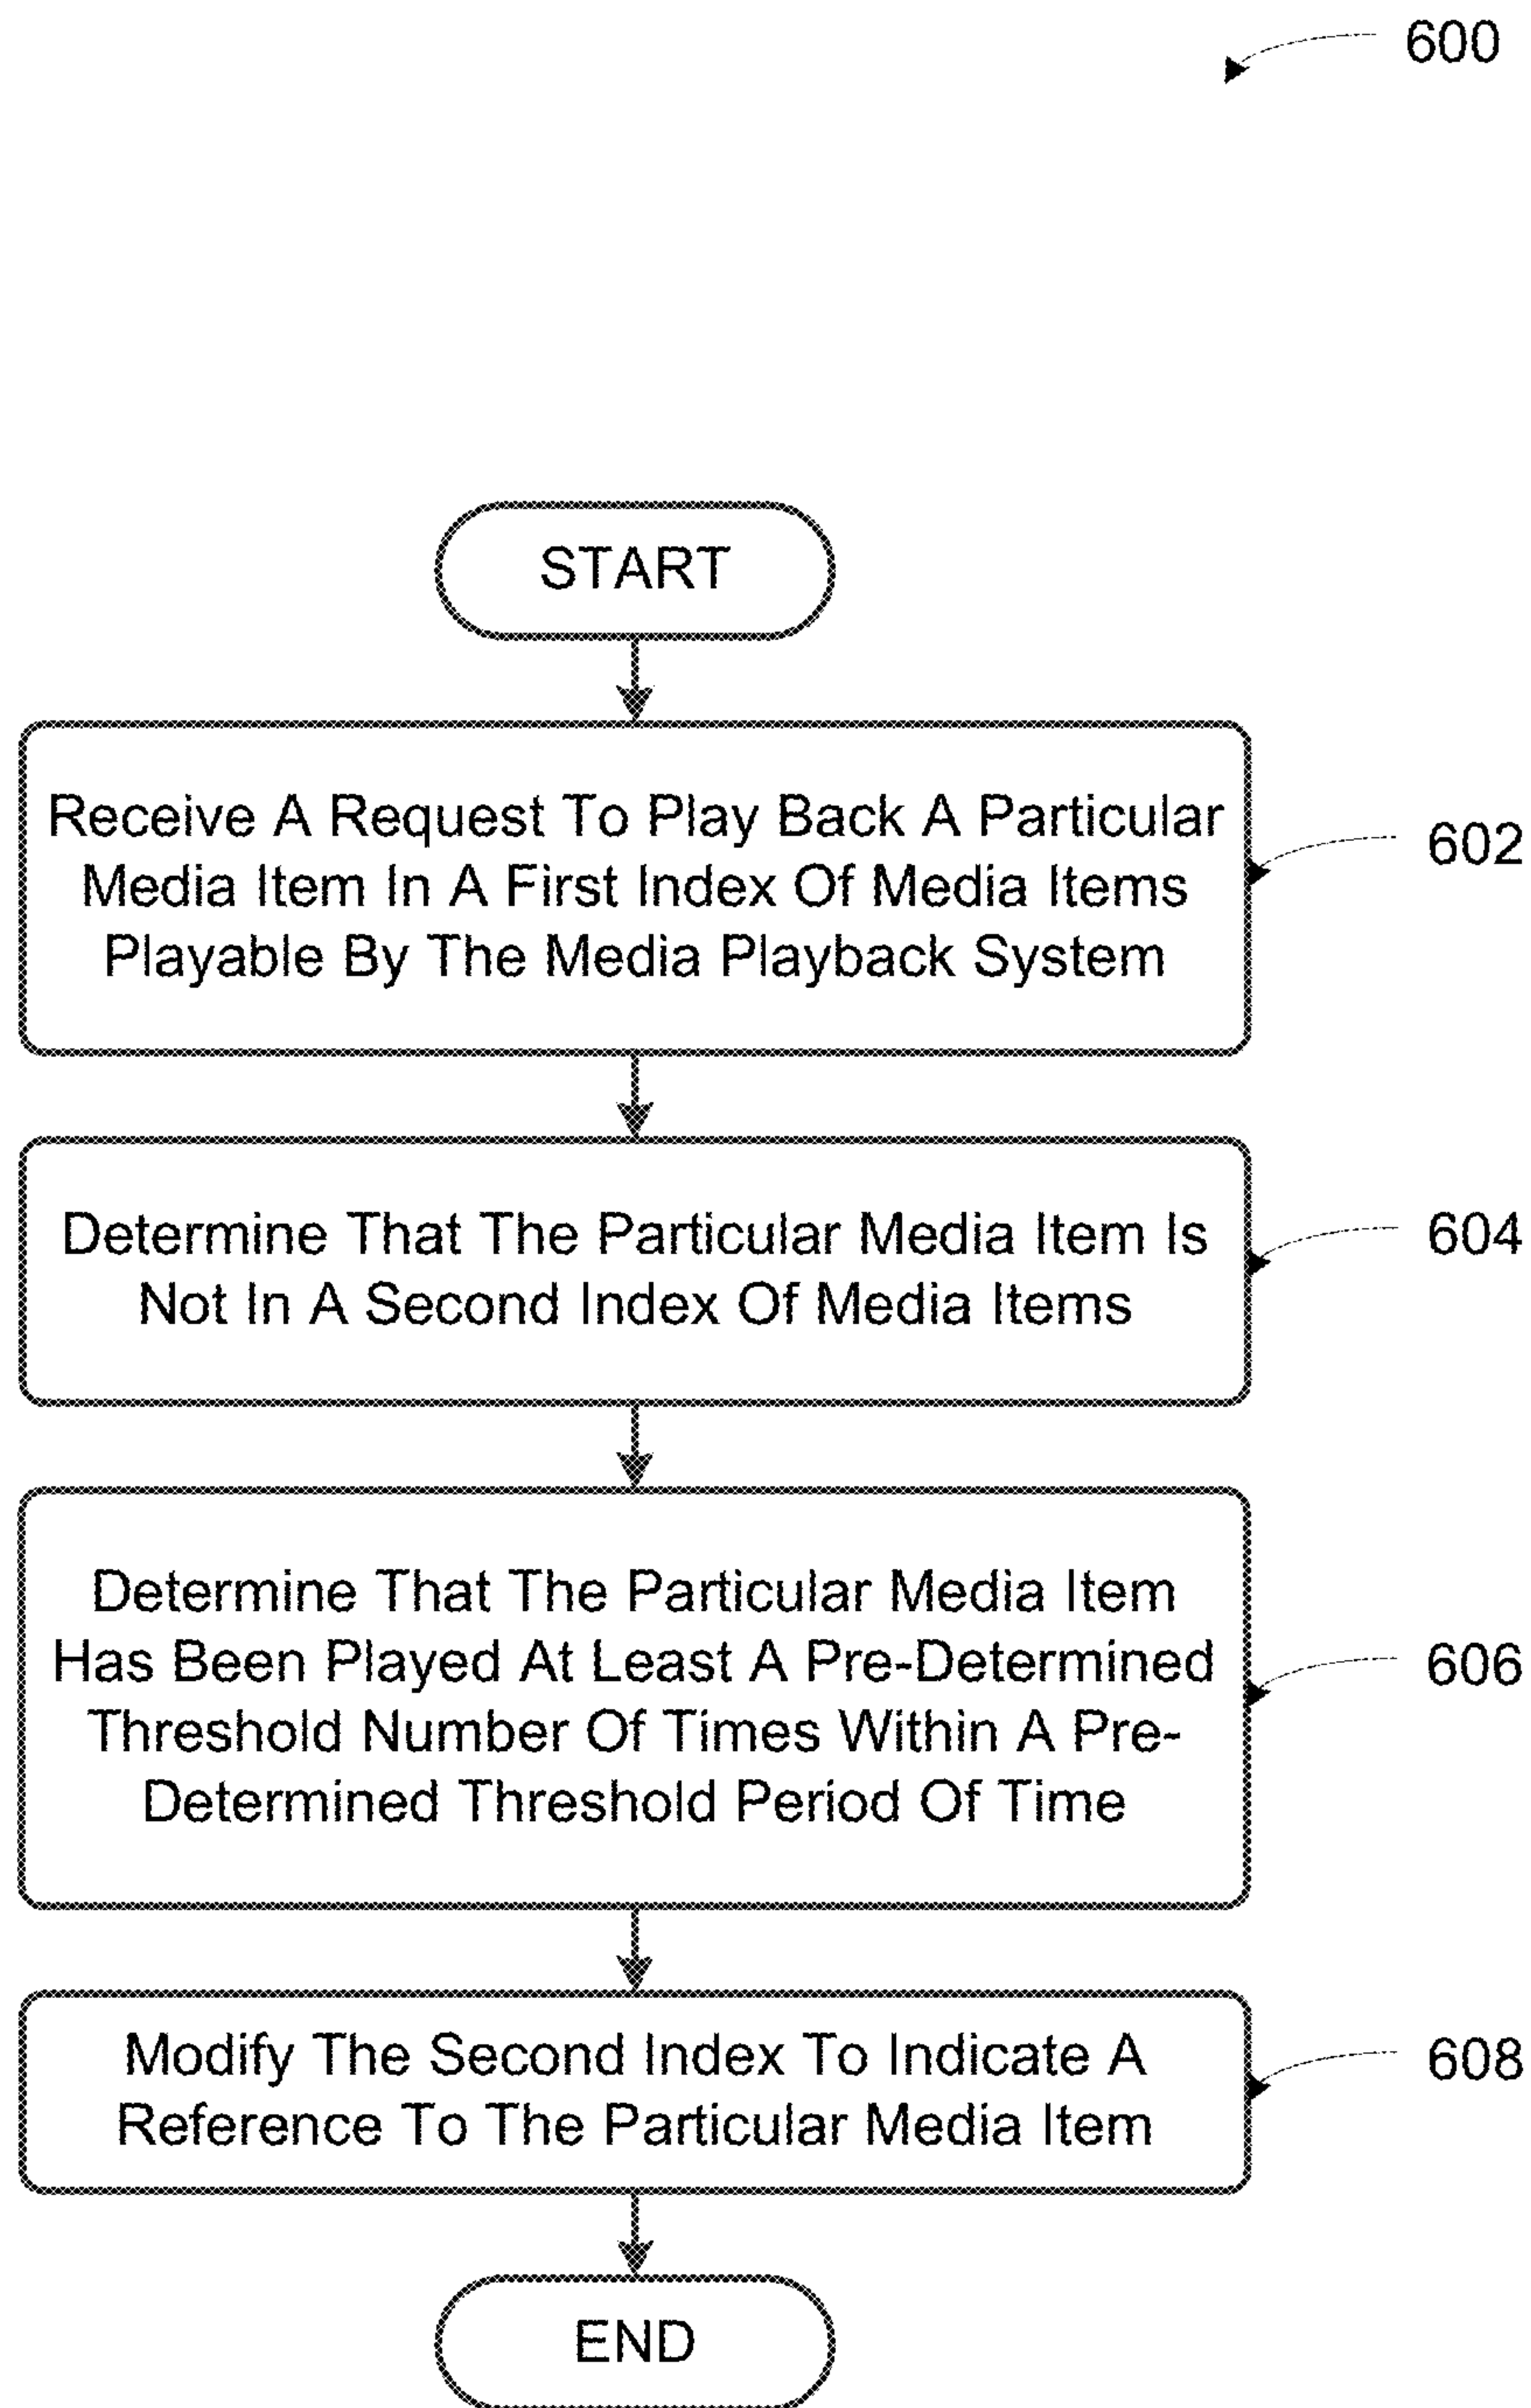 600
START
Receive A Request To Play Back A Particular
Media Item In A First Index Of Media Items
Playable By The Media Playback System
602
Determine That The Particular Media Item Is
Not In A Second Index Of Media Items
604
Determine That The Particular Media Item
Has Been Played At Least A Pre-Determined
Threshold Number Of Times Within A Pre-
Determined Threshold Period Of Time
606
Modify The Second Index To Indicate A
Reference To The Particular Media Item
608
END